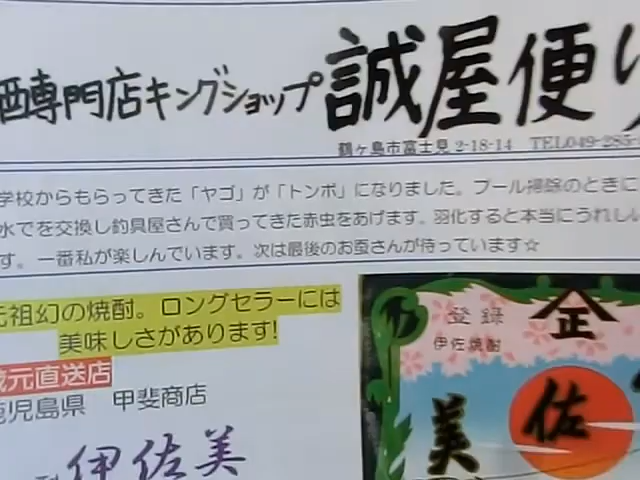 酒専門店キングショップ 誠屋便り
鶴ヶ島市富士見 2-18-14 TEL049-285-
学校からもらってきた「ヤゴ」が「トンボ」になりました。プール掃除のときに
水でを交換し釣具屋さんで買ってきた赤虫をあげます。羽化すると本当にうれしい
す。一番私が楽しんでいます。次は最後のお蚕さんが待っています☆
元祖幻の焼酎。ロングセラーには
美味しさがあります!
蔵元直送店
鹿児島県 甲斐商店
伊佐美
登録
正
伊佐焼酎
佐
美